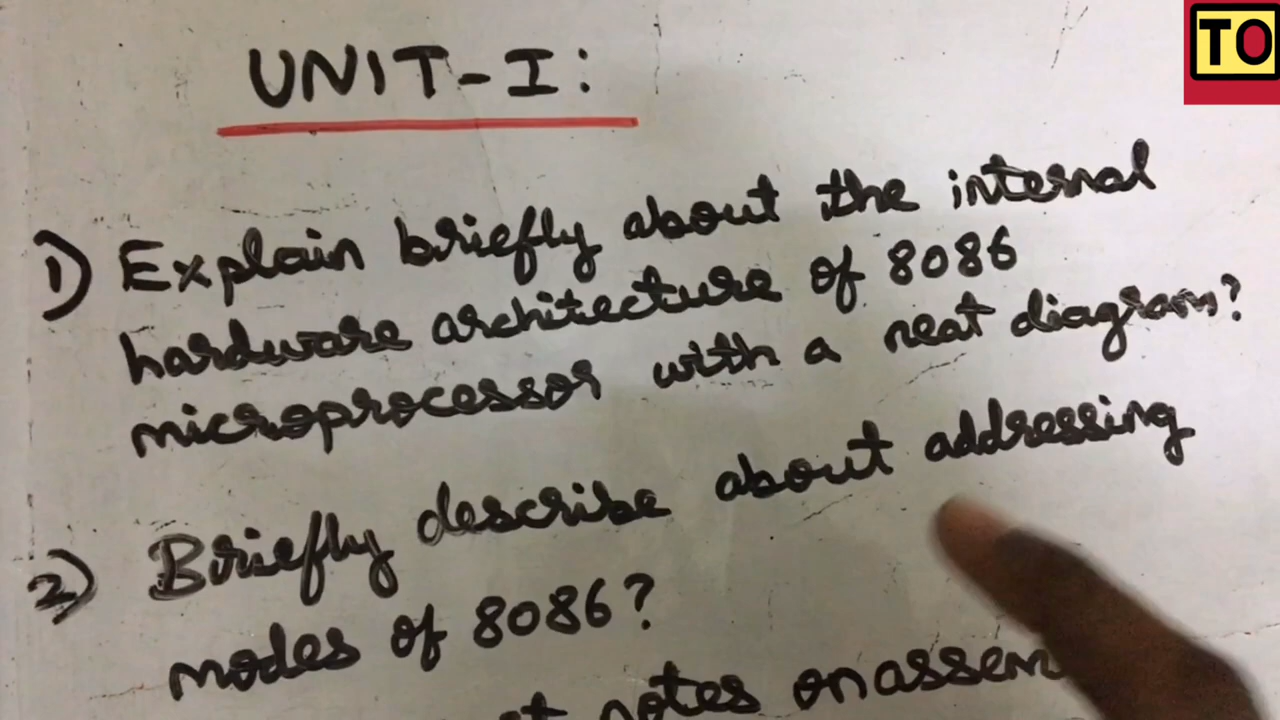 TO
UNIT-I:
1) Explain briefly about the internal
hardware architecture of 8086
microprocessor with a neat diagram?
2) Briefly describe about addressing
modes of 8086?
notes on